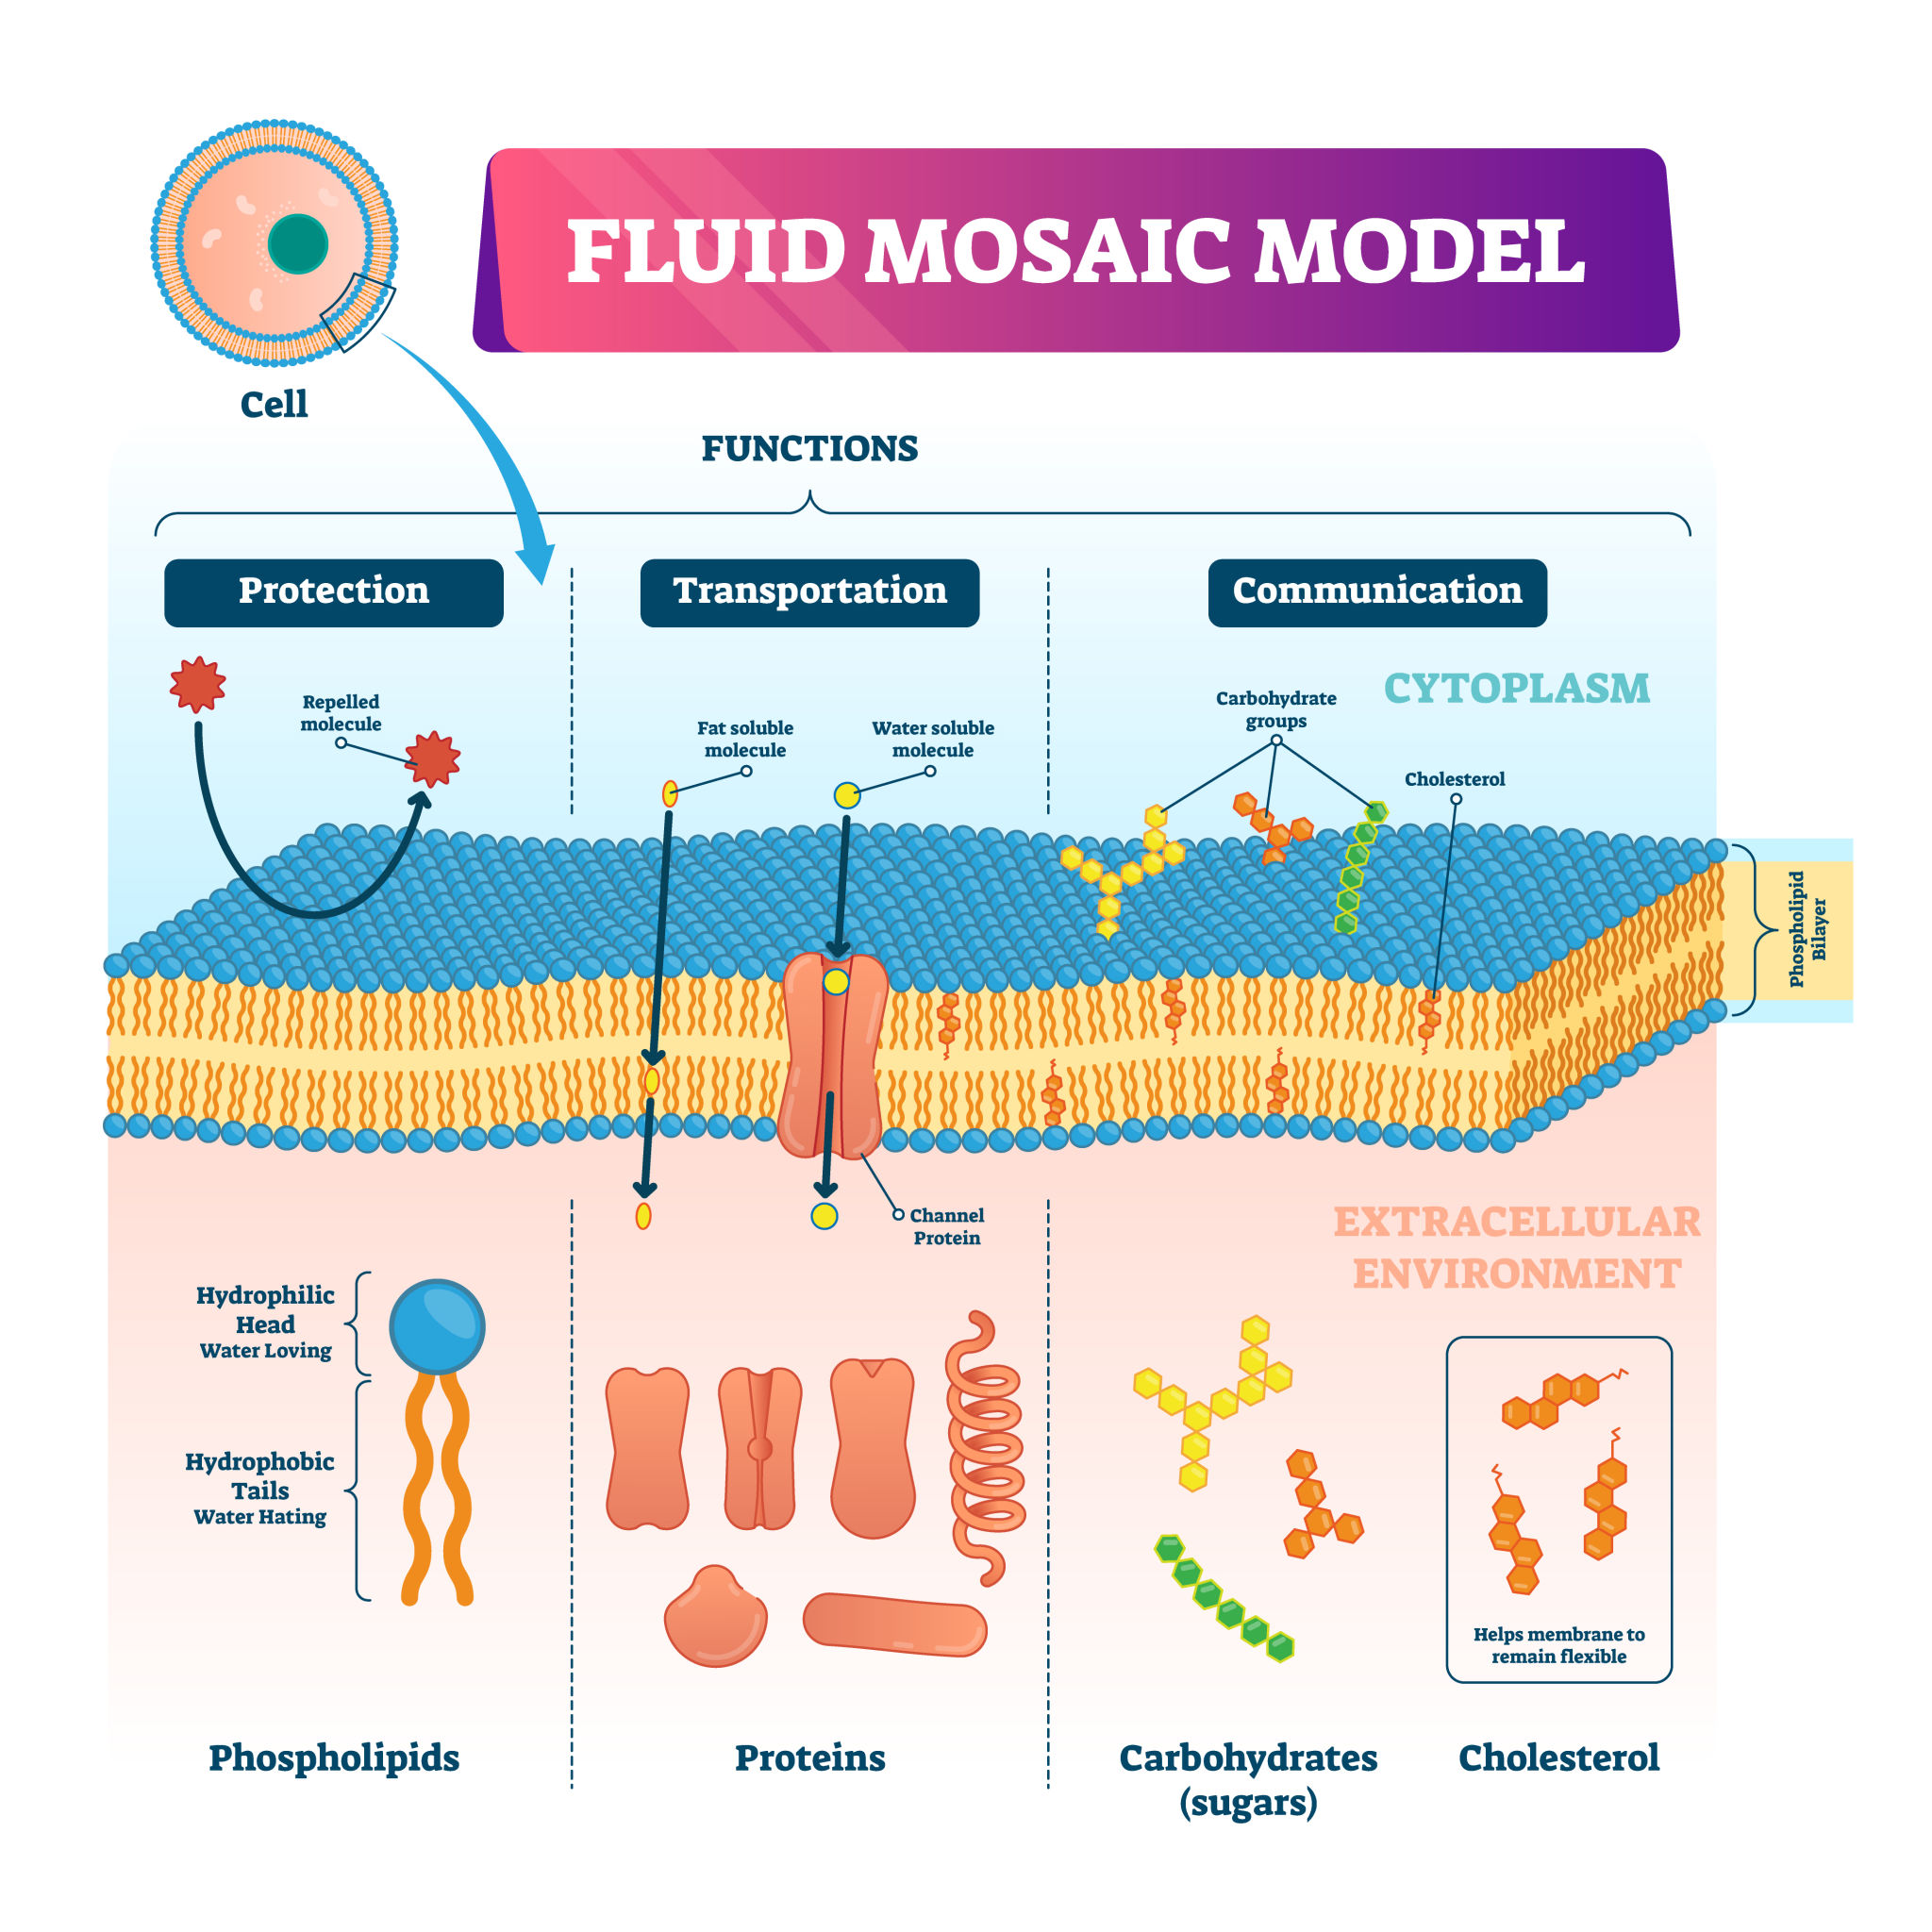 FLUID MOSAIC MODEL
Cell
FUNCTIONS
Protection
Transportation
Communication
CYTOPLASM
Repelled
molecule
Fat soluble
molecule
Water soluble
molecule
Carbohydrate
groups
Cholesterol
Phospholipid
Bilayer
Channel
Protein
EXTRACELLULAR
ENVIRONMENT
Hydrophilic
Head
Water Loving
Hydrophobic
Tails
Water Hating
Helps membrane to
remain flexible
Phospholipids
Proteins
Carbohydrates
(sugars)
Cholesterol